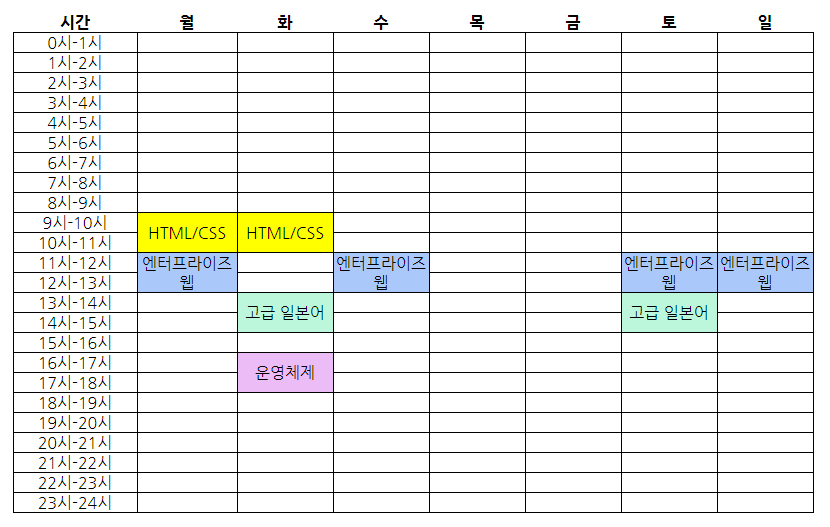 시간 월 화 수 목 금 토 일
0시-1시
1시-2시
2시-3시
3시-4시
4시-5시
5시-6시
6시-7시
7시-8시
8시-9시
9시-10시
HTML/CSS HTML/CSS
10시-11시
11시-12시 엔터프라이즈 엔터프라이즈 엔터프라이즈 엔터프라이즈
12시-13시 웹 웹 웹 웹
13시-14시
고급 일본어 고급 일본어
14시-15시
15시-16시
16시-17시
운영체제
17시-18시
18시-19시
19시-20시
20시-21시
21시-22시
22시-23시
23시-24시